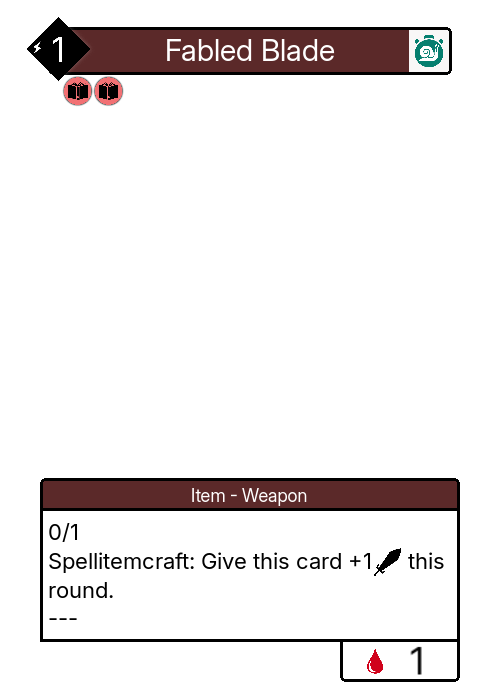 1
Fabled Blade
Item - Weapon
0/1
Spellitemcraft: Give this card +1 this
round.
---
1